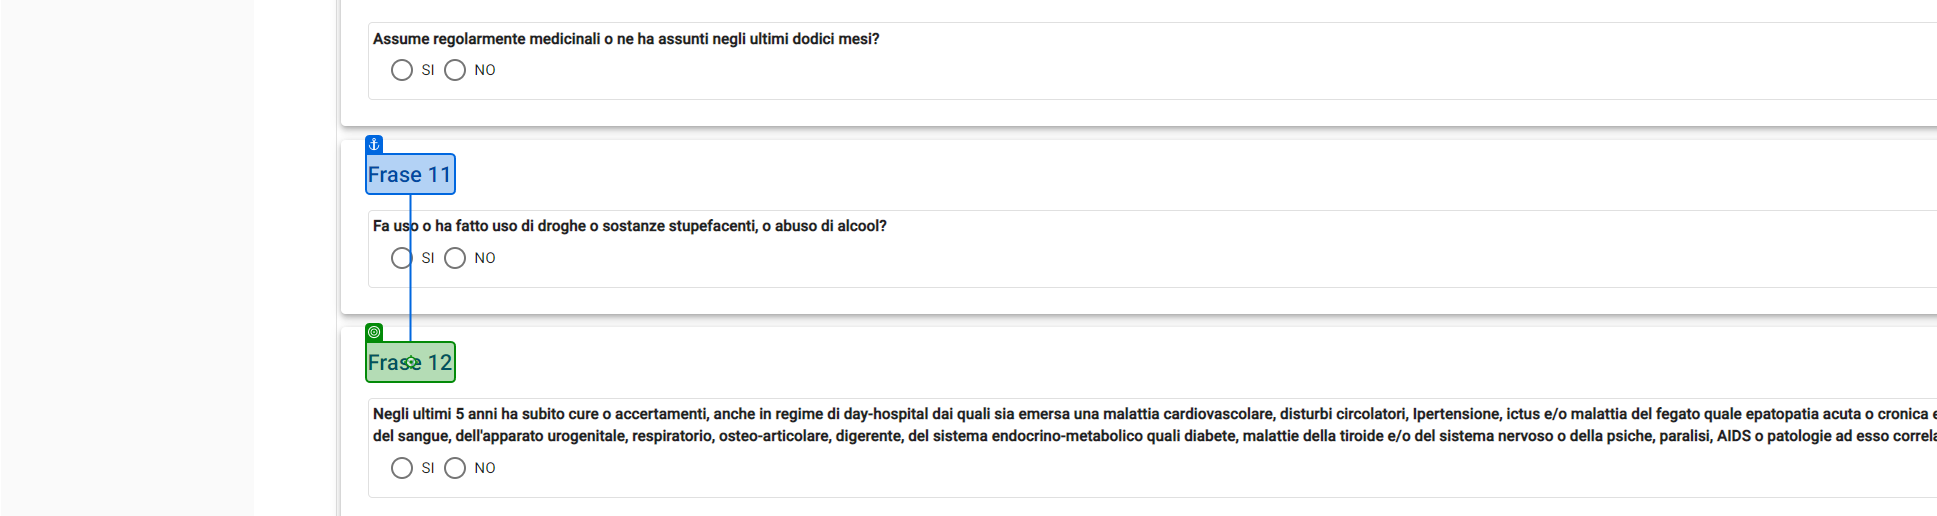 Assume regolarmente medicinali o ne ha assunti negli ultimi dodici mesi?
SI NO
Frase 11
Fa uso o ha fatto uso di droghe o sostanze stupefacenti, o abuso di alcool?
SI NO
Frase 12
Negli ultimi 5 anni ha subito cure o accertamenti, anche in regime di day-hospital dai quali sia emersa una malattia cardiovascolare, disturbi circolatori, Ipertensione, ictus e/o malattia del fegato quale epatopatia acuta o cronica
del sangue, dell'apparato urogenitale, respiratorio, osteo-articolare, digerente, del sistema endocrino-metabolico quali diabete, malattie della tiroide e/o del sistema nervoso o della psiche, paralisi, AIDS o patologie ad esso
SI NO